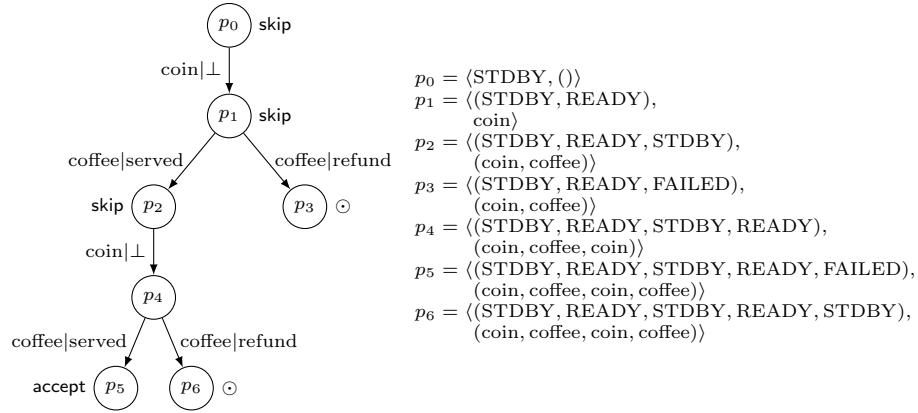 p0 skip
coin|⊥
p1 skip
coffee|served coffee|refund
skip p2 p3 ⊙
coin|⊥
p4
coffee|served coffee|refund
accept p5 p6 ⊙
p0 = ⟨STDBY, ()⟩
p1 = ⟨(STDBY, READY),
coin⟩
p2 = ⟨(STDBY, READY, STDBY),
(coin, coffee)⟩
p3 = ⟨(STDBY, READY, FAILED),
(coin, coffee)⟩
p4 = ⟨(STDBY, READY, STDBY, READY),
(coin, coffee, coin)⟩
p5 = ⟨(STDBY, READY, STDBY, READY, FAILED),
(coin, coffee, coin, coffee)⟩
p6 = ⟨(STDBY, READY, STDBY, READY, STDBY),
(coin, coffee, coin, coffee)⟩